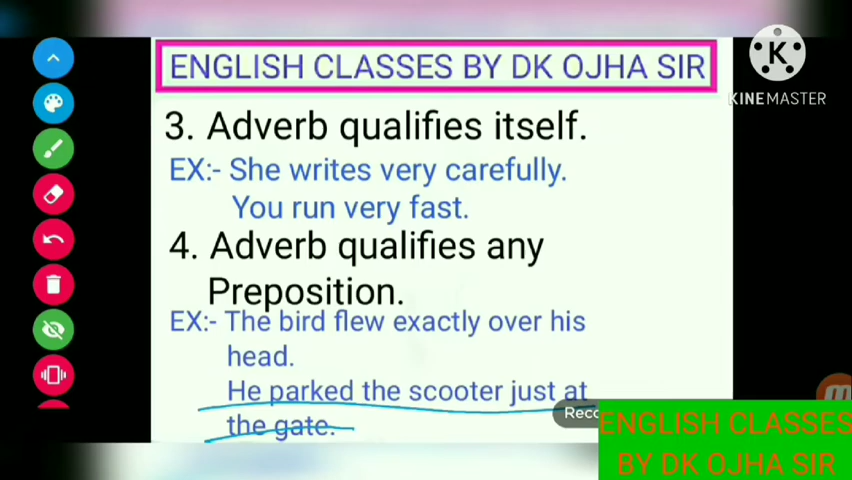 ENGLISH CLASSES BY DK OJHA SIR
K
KINEMASTER
3. Adverb qualifies itself.
EX:- She writes very carefully.
You run very fast.
4. Adverb qualifies any
Preposition.
EX:- The bird flew exactly over his
head.
He parked the scooter just at
the gate.
ENGLISH CLASSES
BY DK OJHA SIR